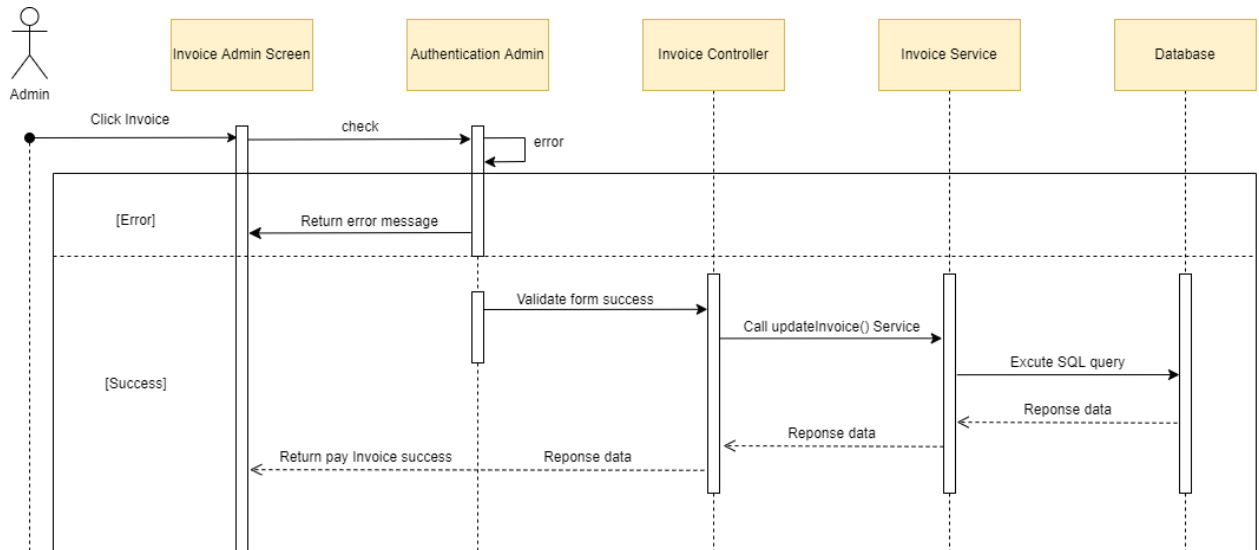 Admin
Invoice Admin Screen
Authentication Admin
Invoice Controller
Invoice Service
Database
Click Invoice
check
error
[Error]
Return error message
Validate form success
Call updateInvoice() Service
[Success]
Excute SQL query
Reponse data
Reponse data
Return pay Invoice success
Reponse data